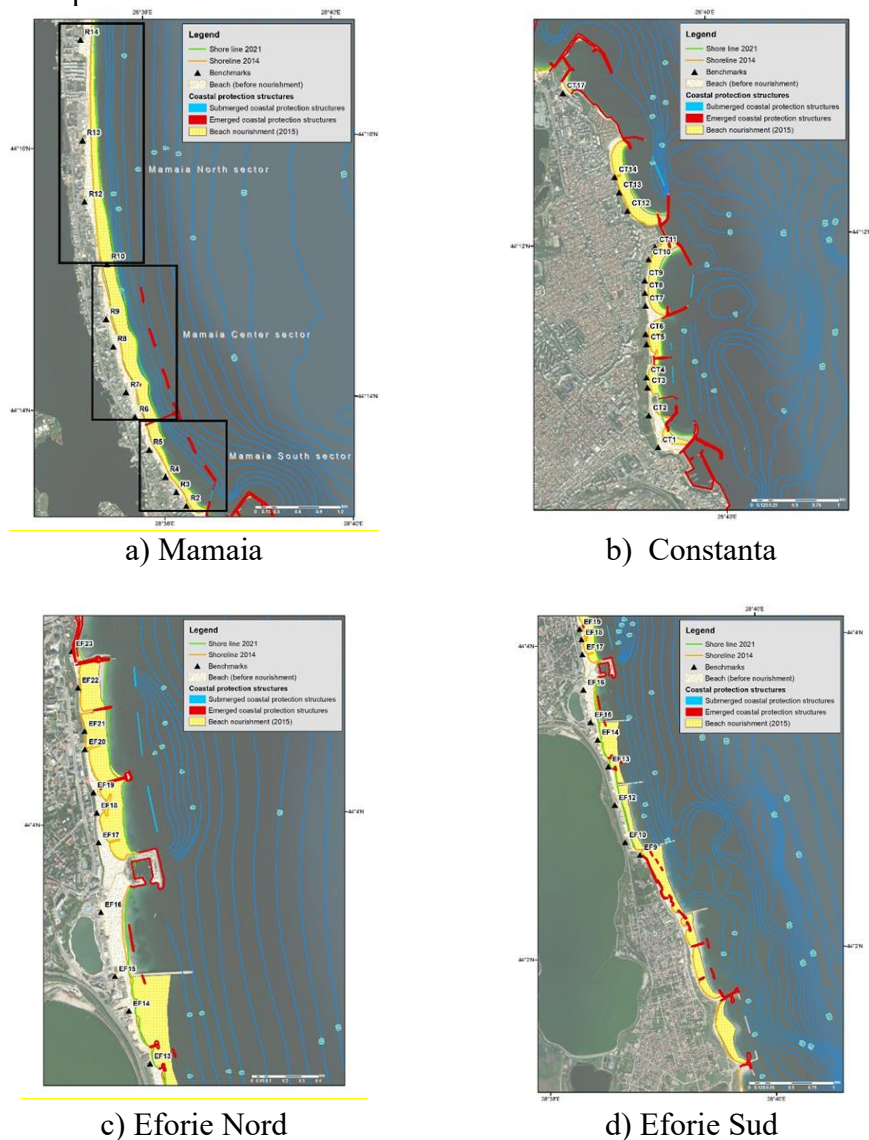 28°38'E
28°40'E
Legend
Shore line 2021
Shoreline 2014
Benchmarks
Beach (before nourishment)
Coastal protection structures
Submerged coastal protection structures
Emerged coastal protection structures
Beach nourishment (2015)
R14
R13
44°16'N
44°16'N
Mamaia North sector
R12
R10
R9
Mamaia Center sector
R8
R7
R6
44°14'N
44°14'N
R5
Mamaia South sector
R4
R3
R2
28°38'E
28°40'E
a) Mamaia
28°40'E
Legend
Shore line 2021
Shoreline 2014
Benchmarks
Beach (before nourishment)
Coastal protection structures
Submerged coastal protection structures
Emerged coastal protection structures
Beach nourishment (2015)
CT17
CT14
CT13
CT12
44°12'N
44°12'N
CT11
CT10
CT9
CT8
CT7
CT6
CT5
CT4
CT3
CT2
CT1
28°40'E
b) Constanta
Legend
Shore line 2021
Shoreline 2014
Benchmarks
Beach (before nourishment)
Coastal protection structures
Submerged coastal protection structures
Emerged coastal protection structures
Beach nourishment (2015)
EF23
EF22
EF21
EF20
EF19
EF18
44°4'N
44°4'N
EF17
EF16
EF15
EF14
EF13
c) Eforie Nord
28°40'E
Legend
Shore line 2021
Shoreline 2014
Benchmarks
Beach (before nourishment)
Coastal protection structures
Submerged coastal protection structures
Emerged coastal protection structures
Beach nourishment (2015)
EF19
EF18
44°4'N
44°4'N
EF17
EF16
EF15
EF14
EF13
EF12
EF10
EF9
44°2'N
44°2'N
28°38'E
28°40'E
d) Eforie Sud